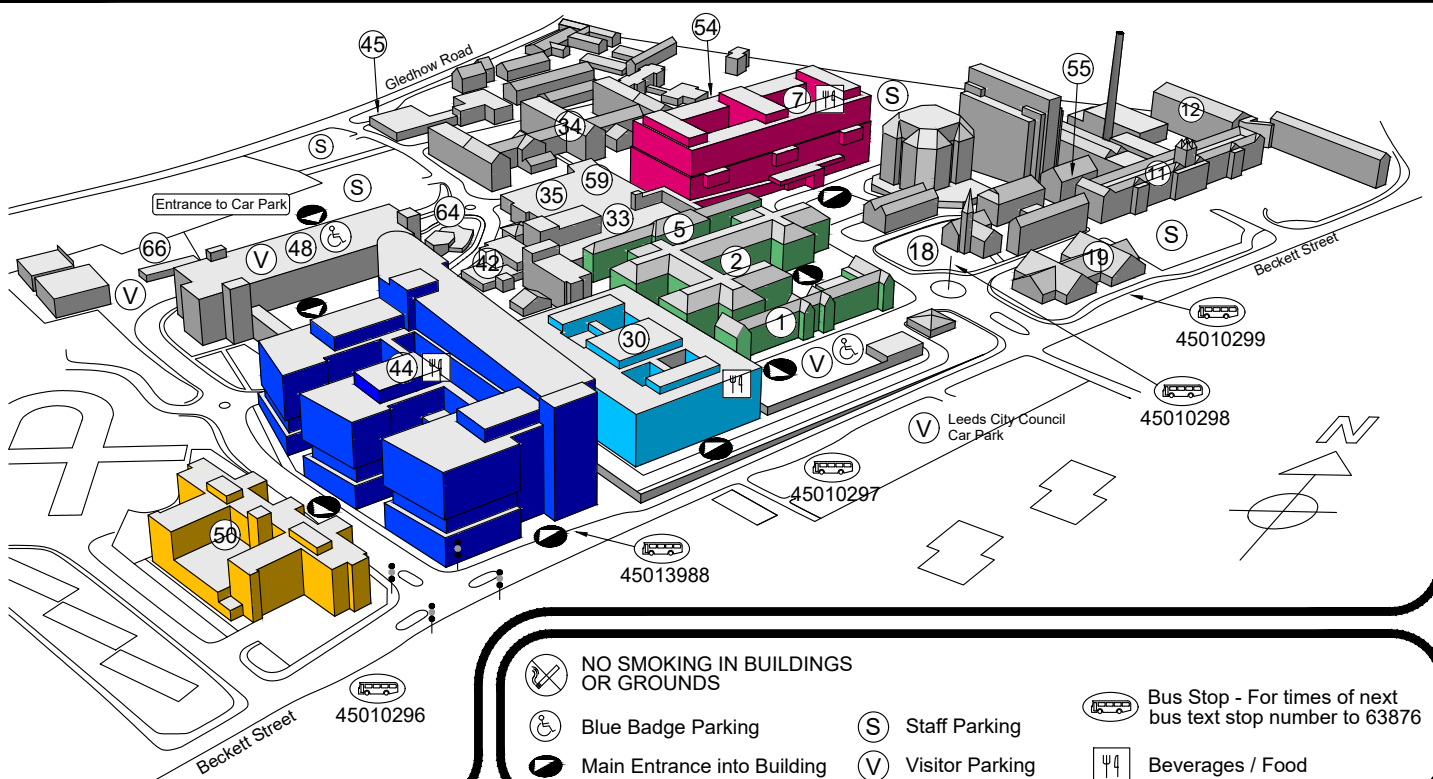 54
45
Gledhow Road
55
7
S
12
34
S
11
59
S
35
Entrance to Car Park
64
33
5
S
66
48
18
19
V
42
2
Beckett Street
V
1
45010299
30
V
44
45010298
V
Leeds City Council
Car Park
N
45010297
50
45013988
45010296
Beckett Street
NO SMOKING IN BUILDINGS
OR GROUNDS
Blue Badge Parking
S Staff Parking
Bus Stop - For times of next
bus text stop number to 63876
Main Entrance into Building
V Visitor Parking
Beverages / Food